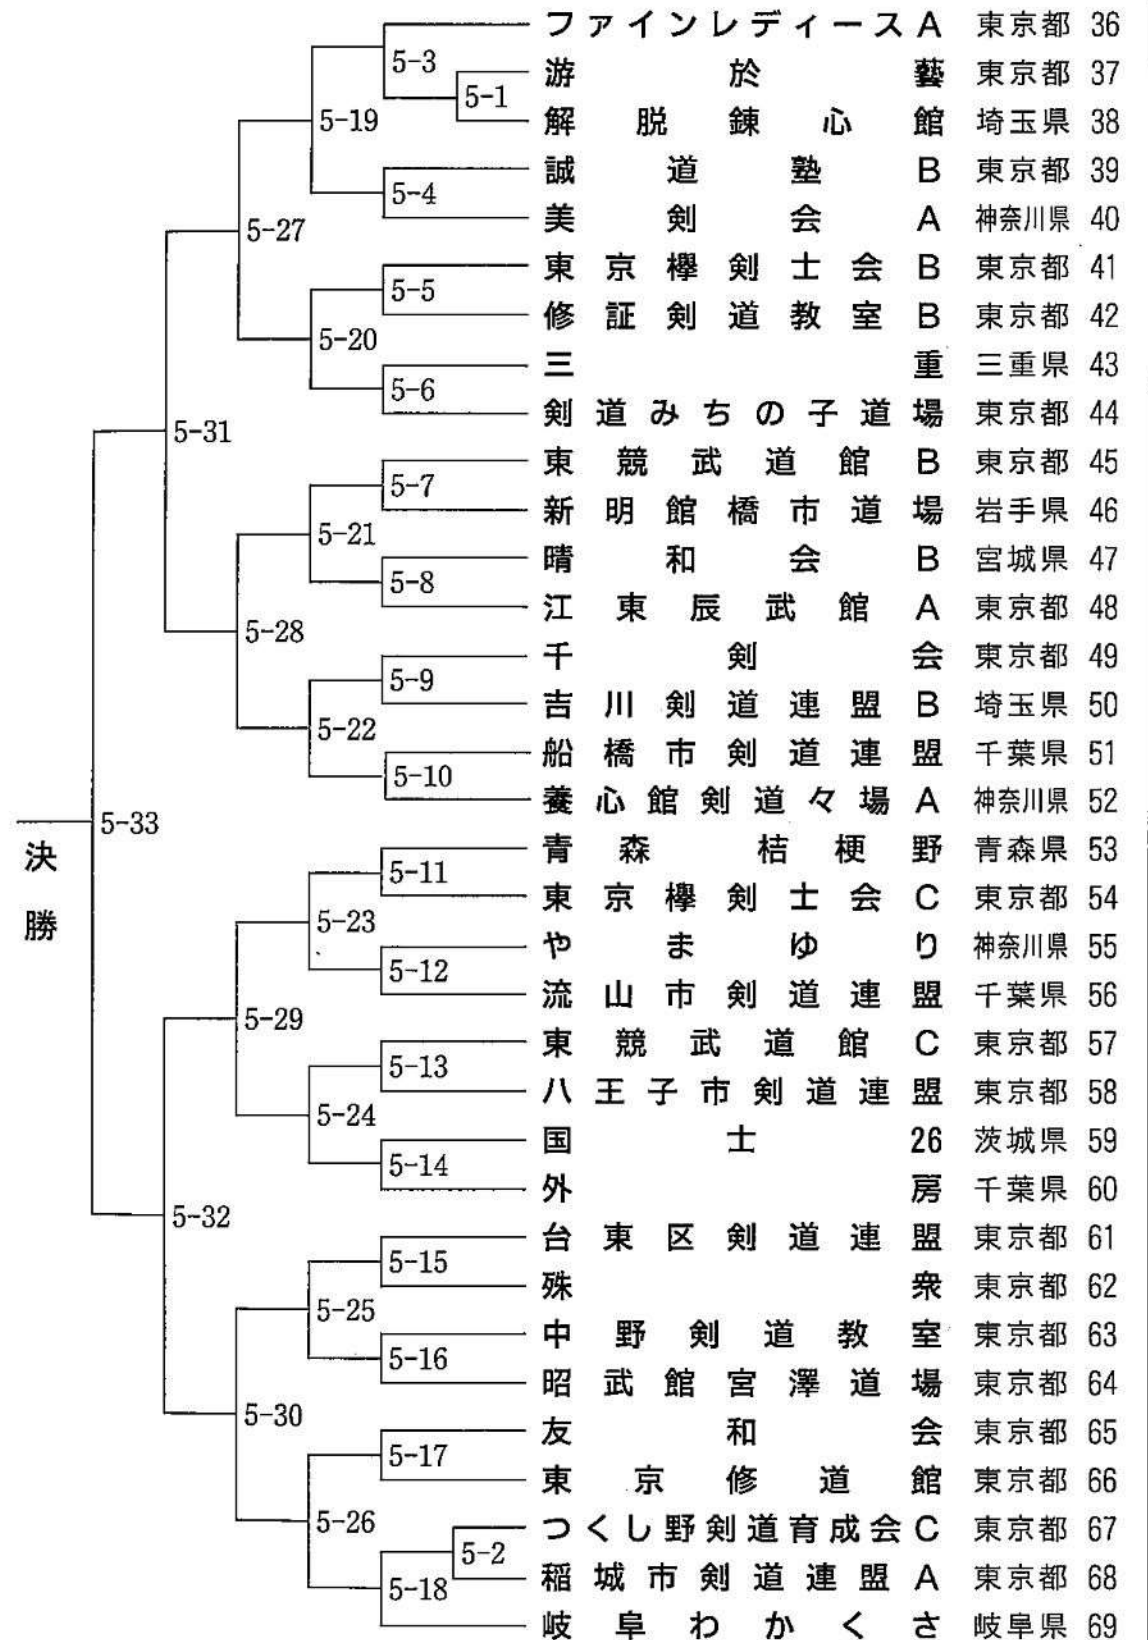 ファインレディースA 東京都 36
5-3
游於藝 東京都 37
5-1
5-19
解脱錬心館 埼玉県 38
誠道塾B 東京都 39
5-4
美剣会A 神奈川県 40
5-27
東京欅剣士会B 東京都 41
5-5
修証剣道教室B 東京都 42
5-20
三重 三重県 43
5-6
剣道みちの子道場 東京都 44
5-31
東競武道館B 東京都 45
5-7
新明館橋市道場 岩手県 46
5-21
晴和会B 宮城県 47
5-8
江東辰武館A 東京都 48
5-28
千剣会 東京都 49
5-9
吉川剣道連盟B 埼玉県 50
5-22
船橋市剣道連盟 千葉県 51
5-10
養心館剣道々場A 神奈川県 52
5-33
決勝
青森 桔梗野 青森県 53
5-11
東京欅剣士会C 東京都 54
5-23
やまゆり 神奈川県 55
5-12
流山市剣道連盟 千葉県 56
5-29
東競武道館C 東京都 57
5-13
八王子市剣道連盟 東京都 58
5-24
国士26 茨城県 59
5-14
外房 千葉県 60
5-32
台東区剣道連盟 東京都 61
5-15
殊衆 東京都 62
5-25
中野剣道教室 東京都 63
5-16
昭武館宮澤道場 東京都 64
5-30
友和会 東京都 65
5-17
東京修道館 東京都 66
5-26
つくし野剣道育成会C 東京都 67
5-2
稲城市剣道連盟A 東京都 68
5-18
岐阜わかくさ 岐阜県 69